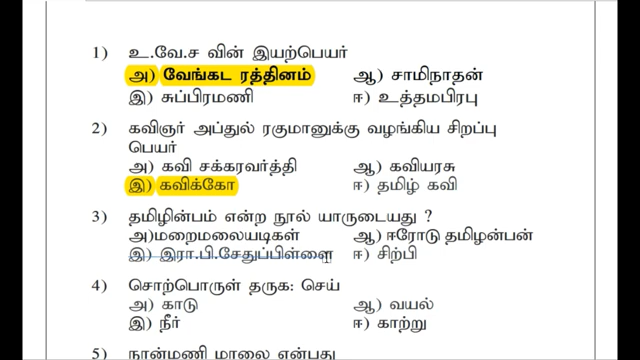 1) உ.வே.ச வின் இயற்பெயர்
அ) வேங்கட ரத்தினம் ஆ) சாமிநாதன்
இ) சுப்பிரமணி ஈ) உத்தமபிரபு
2) கவிஞர் அப்துல் ரகுமானுக்கு வழங்கிய சிறப்பு
பெயர்
அ) கவி சக்கரவர்த்தி ஆ) கவியரசு
இ) கவிக்கோ ஈ) தமிழ் கவி
3) தமிழின்பம் என்ற நூல் யாருடையது ?
அ)மறைமலையடிகள் ஆ) ஈரோடு தமிழன்பன்
இ) இரா.பி.சேதுப்பிள்ளை ஈ) சிற்பி
4) சொற்பொருள் தருக: செய்
அ) காடு ஆ) வயல்
இ) நீர் ஈ) காற்று
5) நான்மணி மாலை என்பது